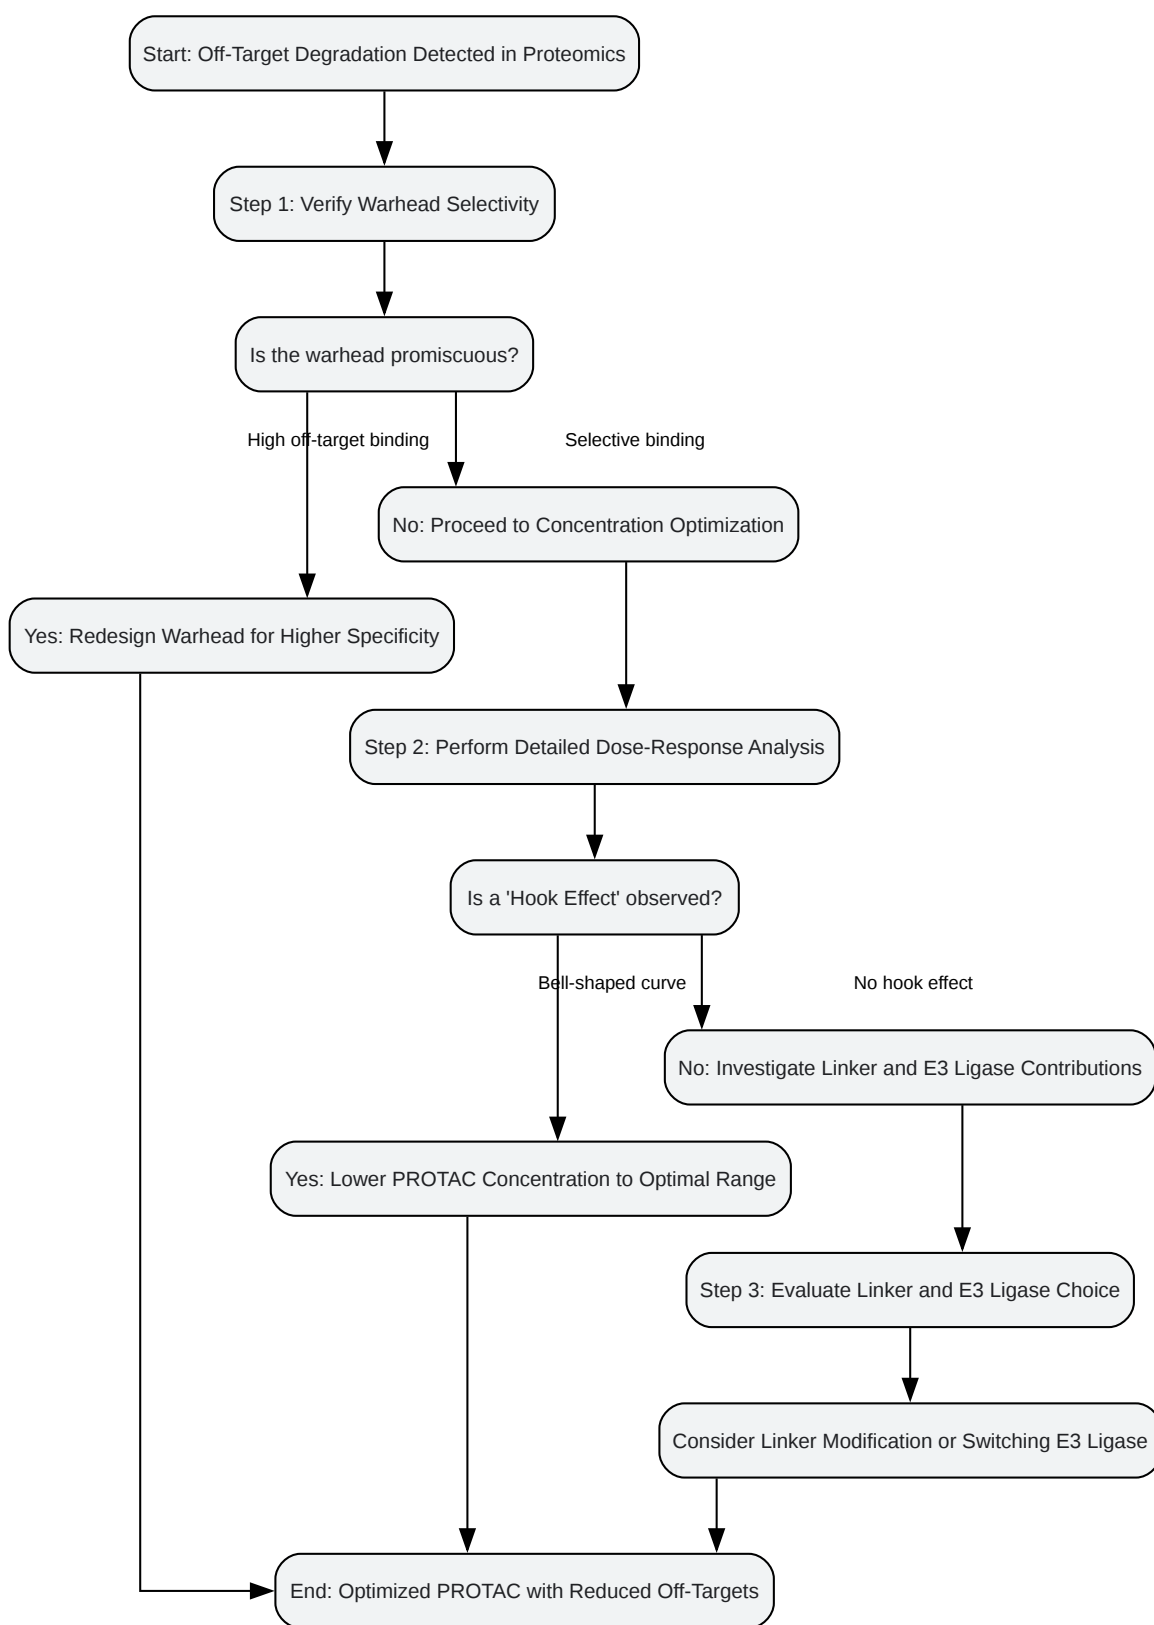 Start: Off-Target Degradation Detected in Proteomics
Step 1: Verify Warhead Selectivity
Is the warhead promiscuous?
High off-target binding
Selective binding
No: Proceed to Concentration Optimization
Yes: Redesign Warhead for Higher Specificity
Step 2: Perform Detailed Dose-Response Analysis
Is a 'Hook Effect' observed?
Bell-shaped curve
No hook effect
No: Investigate Linker and E3 Ligase Contributions
Yes: Lower PROTAC Concentration to Optimal Range
Step 3: Evaluate Linker and E3 Ligase Choice
Consider Linker Modification or Switching E3 Ligase
End: Optimized PROTAC with Reduced Off-Targets